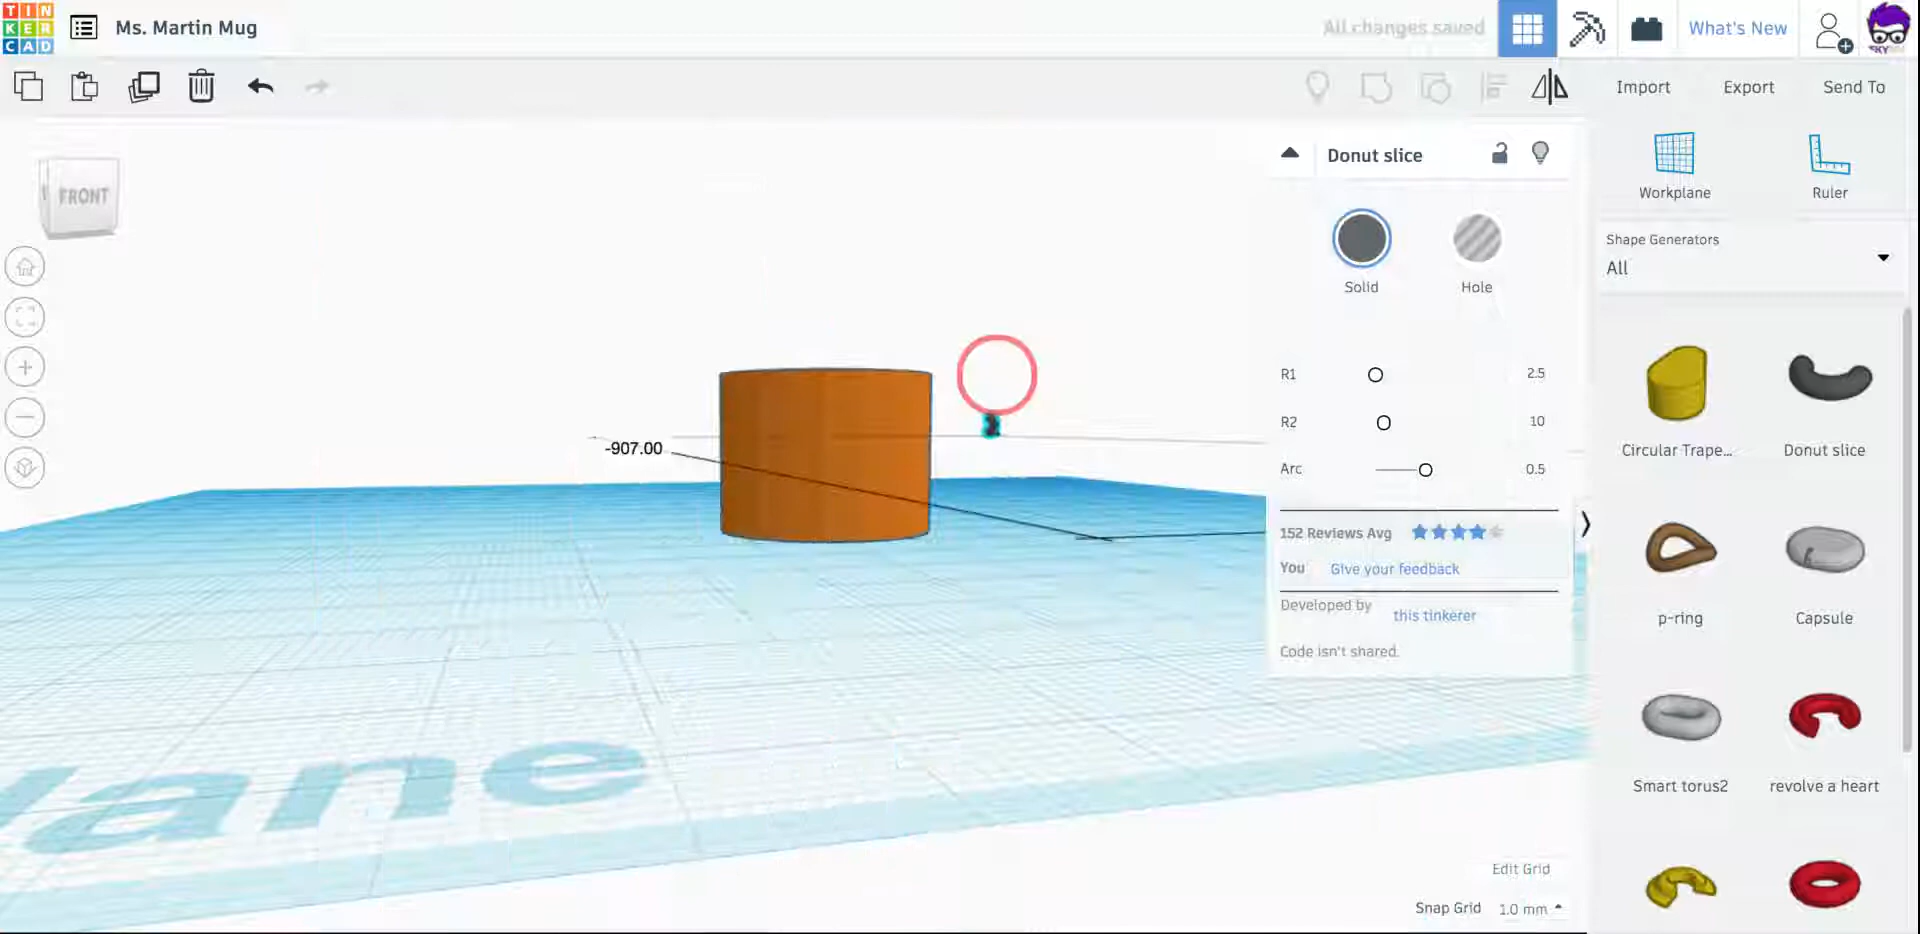 TIN
KER
CAD
Ms. Martin Mug
All changes saved
What's New
Import
Export
Send To
FRONT
Donut slice
Workplane
Ruler
Solid
Hole
Shape Generators
All
R1
2.5
R2
10
Arc
0.5
-907.00
Circular Trape...
Donut slice
152 Reviews Avg
You
Give your feedback
Developed by
this tinkerer
Code isn't shared.
p-ring
Capsule
Smart torus2
revolve a heart
lane
Edit Grid
Snap Grid
1.0 mm